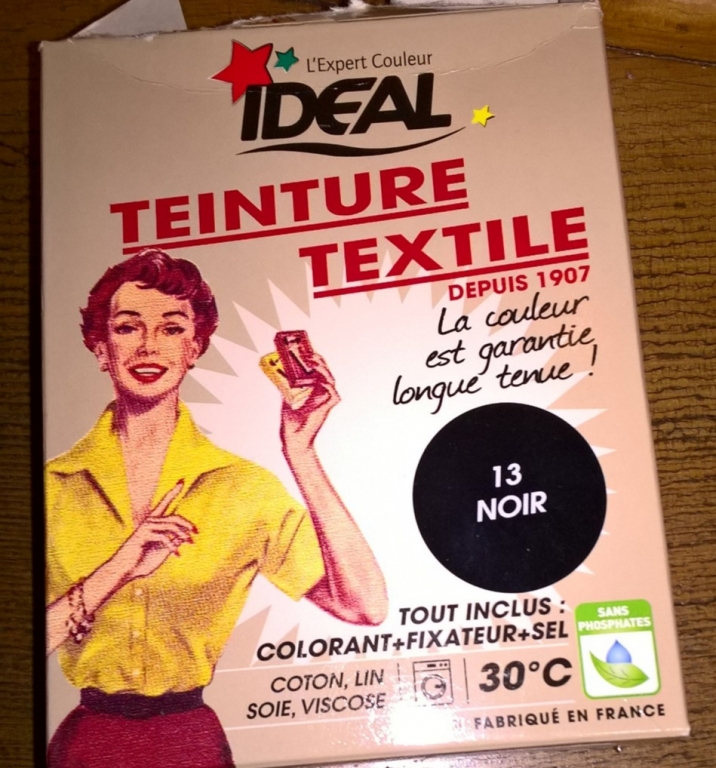 L'Expert Couleur
IDEAL
TEINTURE
TEXTILE
DEPUIS 1907
La couleur
est garantie
longue tenue !
13
NOIR
TOUT INCLUS :
COLORANT+FIXATEUR+SEL
SANS
PHOSPHATES
COTON, LIN
SOIE, VISCOSE
30°C
FABRIQUÉ EN FRANCE